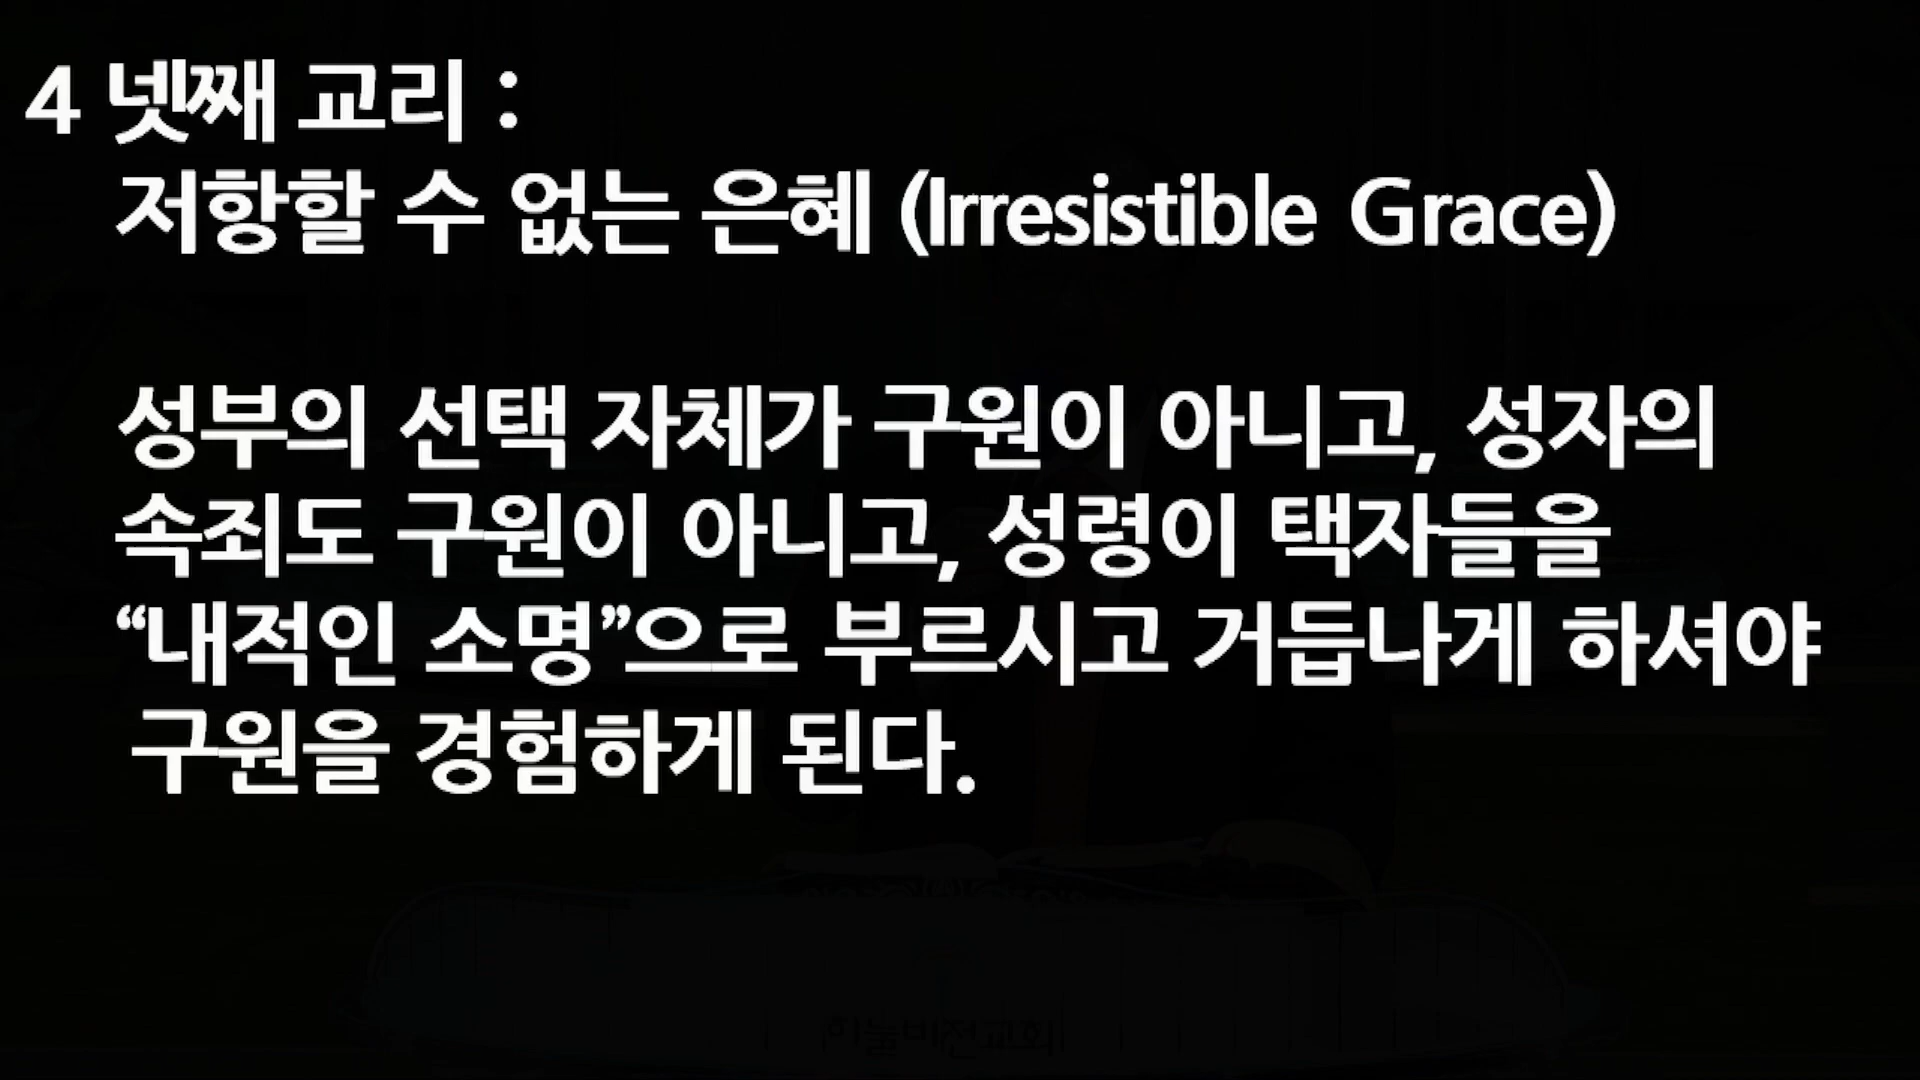 4 넷째 교리 :
저항할 수 없는 은혜 (Irresistible Grace)
성부의 선택 자체가 구원이 아니고, 성자의
속죄도 구원이 아니고, 성령이 택자들을
“내적인 소명”으로 부르시고 거듭나게 하셔야
구원을 경험하게 된다.